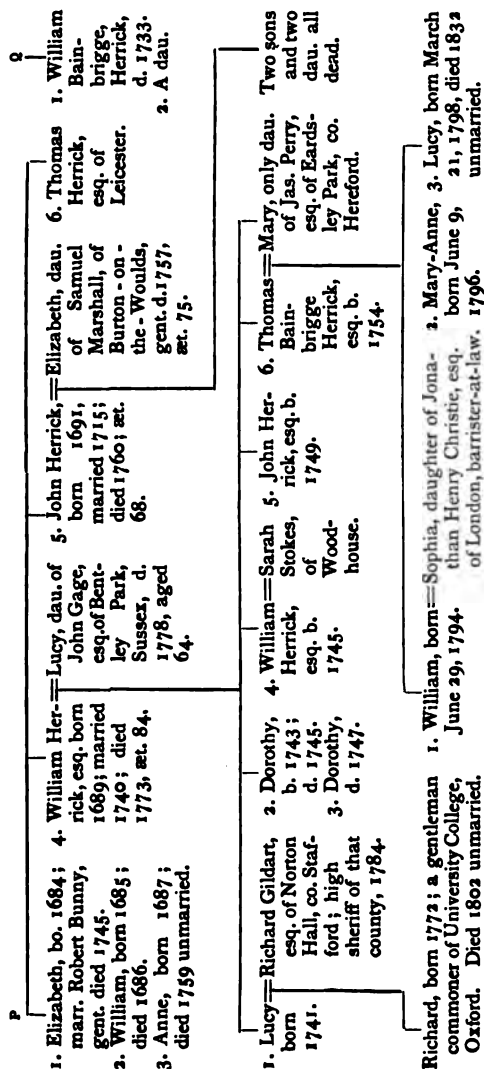 P
Q
1. Elizabeth, bo. 1684;
marr. Robert Bunny,
gent. died 1745.
2. William, born 1685;
died 1686.
3. Anne, born 1687;
died 1759 unmarried.
4. William Her-
rick, esq. born
1689; married
1740; died
1773, æt. 84.
=Lucy, dau. of
John Gage,
esq. of Bent-
ley Park,
Sussex, d.
1778, aged
64.
5. John Herrick,
born 1691,
married 1715;
died 1760; æt.
68.
=Elizabeth, dau.
of Samuel
Marshall, of
Burton-on-
the-Woulds,
gent. d. 1757,
æt. 75.
6. Thomas
Herrick,
esq. of
Leicester.
1. William
Bain-
brigge,
Herrick,
d. 1733.
2. A dau.
1. Lucy
born
1741.
=Richard Gildart,
esq. of Norton
Hall, co. Staf-
ford; high
sheriff of that
county, 1784.
2. Dorothy,
b. 1743;
d. 1745.
3. Dorothy,
d. 1747.
4. William
Herrick,
esq. b.
1745.
=Sarah
Stokes,
of
Wood-
house.
5. John Her-
rick, esq. b.
1749.
6. Thomas
Bain-
brigge
Herrick,
esq. b.
1754.
=Mary, only dau.
of Jas. Perry,
esq. of Eards-
ley Park, co.
Hereford.
Two sons
and two
dau. all
dead.
Richard, born 1772; a gentleman
commoner of University College,
Oxford. Died 1802 unmarried.
1. William, born
June 29, 1794.
=Sophia, daughter of Jona-
than Henry Christie, esq.
of London, barrister-at-law.
2. Mary-Anne,
born June 9,
1796.
3. Lucy, born March
21, 1798, died 1832
unmarried.